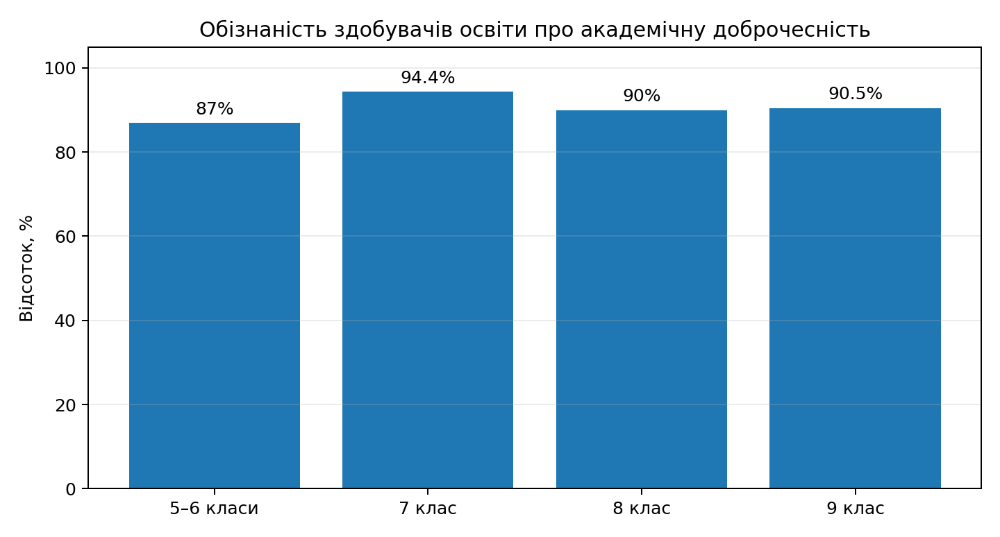 Обізнаність здобувачів освіти про академічну доброчесність
Відсоток, %
100
80
60
40
20
0
87%
94.4%
90%
90.5%
5–6 класи
7 клас
8 клас
9 клас